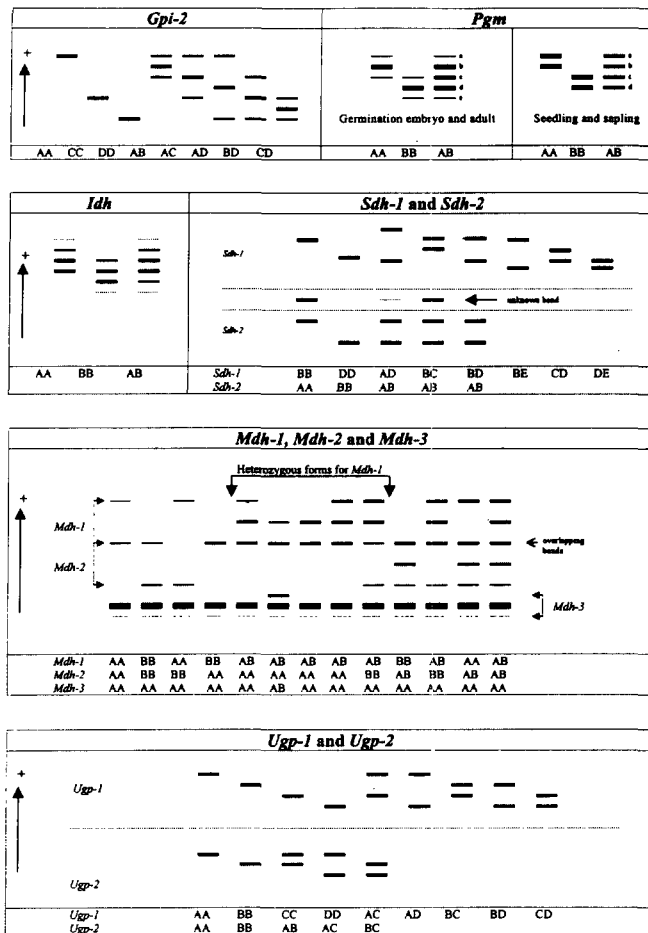 Gpi-2 Pgm
+
a a
b b
c c
d d
e
Germination embryo and adult Seedling and sapling
AA CC DD AB AC AD BD CD AA BB AB AA BB AB
Idh Sdh-1 and Sdh-2
+
Sdh-1
unknown band
Sdh-2
AA BB AB Sdh-1 BB DD AD BC BD BE CD DE
Sdh-2 AA BB AB AB AB
Mdh-1, Mdh-2 and Mdh-3
Heterozygous forms for Mdh-1
+
Mdh-1
overlapping
bands
Mdh-2
Mdh-3
Mdh-1 AA BB AA BB AB AB AB AB AB BB AB AA AB
Mdh-2 AA BB BB AA AA AA AA AA BB AB BB AB AB
Mdh-3 AA AA AA AA AA AB AA AA AA AA AA AA AA
Ugp-1 and Ugp-2
+
Ugp-1
Ugp-2
Ugp-1 AA BB CC DD AC AD BC BD CD
Ugp-2 AA BB AB AC BC